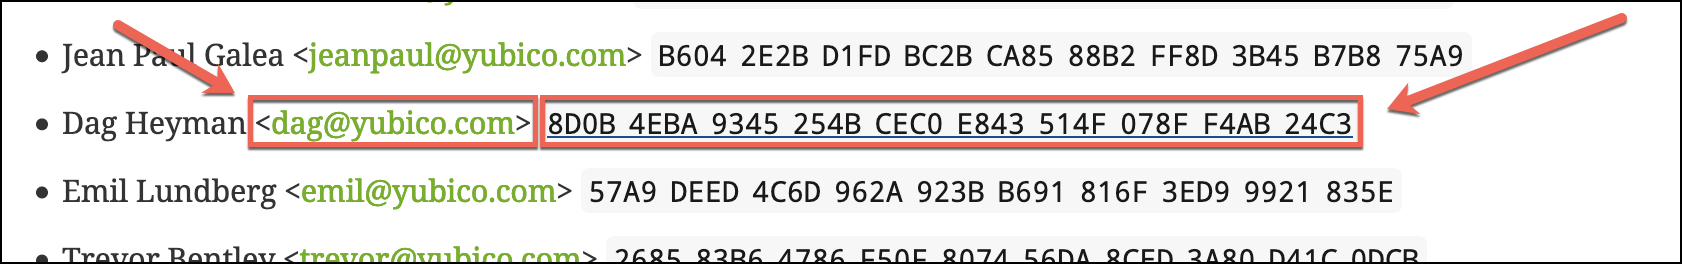 • Jean Paul Galea <jeanpaul@yubico.com> B604 2E2B D1FD BC2B CA85 88B2 FF8D 3B45 B7B8 75A9
• Dag Heyman <dag@yubico.com> 8D0B 4EBA 9345 254B CEC0 E843 514F 078F F4AB 24C3
• Emil Lundberg <emil@yubico.com> 57A9 DEED 4C6D 962A 923B B691 816F 3ED9 9921 835E
• Trevor Bentley <trevor@yubico.com> 2685 83B6 4786 F50F 8074 56DA 8CED 3A80 D41C 0DCB